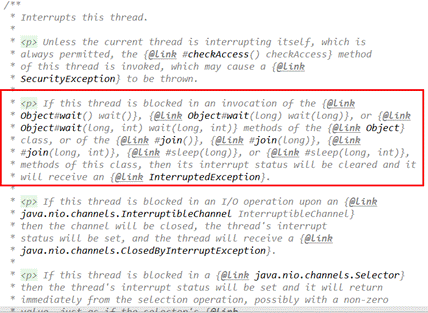 /**
* Interrupts this thread.
*
* <p> Unless the current thread is interrupting itself, which is
* always permitted, the {@link #checkAccess() checkAccess} method
* of this thread is invoked, which may cause a {@link
* SecurityException} to be thrown.
*
* <p> If this thread is blocked in an invocation of the {@link
* Object#wait() wait()}, {@link Object#wait(long) wait(long)}, or {@link
* Object#wait(long, int) wait(long, int)} methods of the {@link Object}
* class, or of the {@link #join()}, {@link #join(long)}, {@link
* #join(long, int)}, {@link #sleep(long)}, or {@link #sleep(long, int)},
* methods of this class, then its interrupt status will be cleared and it
* will receive an {@link InterruptedException}.
*
* <p> If this thread is blocked in an I/O operation upon an {@link
* java.nio.channels.InterruptibleChannel InterruptibleChannel}
* then the channel will be closed, the thread's interrupt
* status will be set, and the thread will receive a {@link
* java.nio.channels.ClosedByInterruptException}.
*
* <p> If this thread is blocked in a {@link java.nio.channels.Selector}
* then the thread's interrupt status will be set and it will return
* immediately from the selection operation, possibly with a non-zero
* value, just as if the selector's {@link